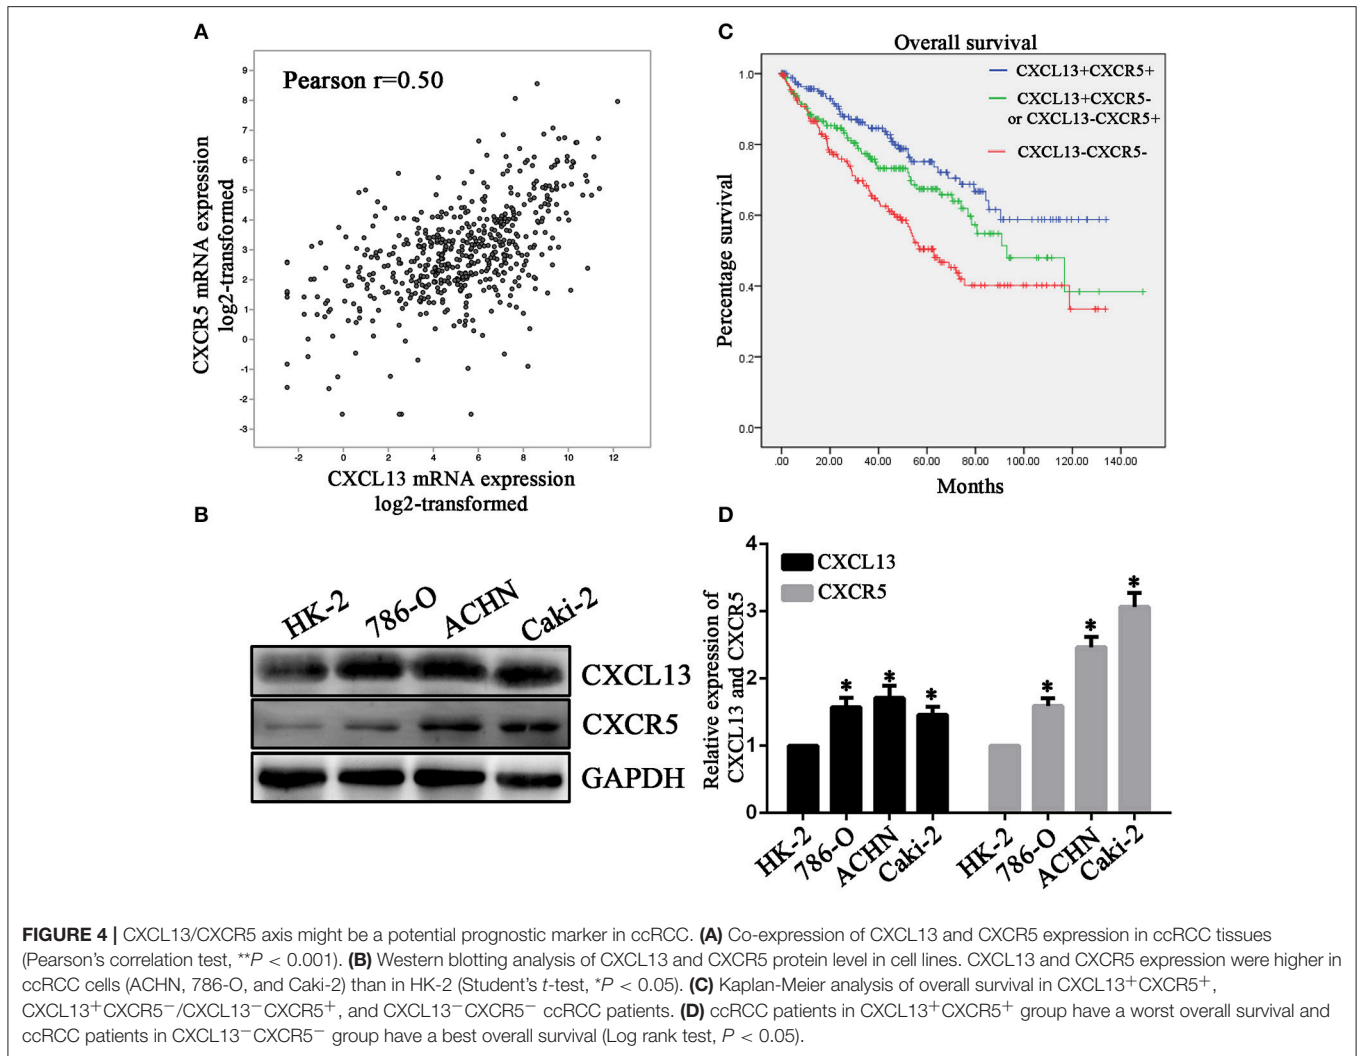 A
Pearson r=0.50
CXCR5 mRNA expression
log2-transformed
9
8
7
6
5
4
3
2
1
0
-1
-2
-3
-2 0 2 4 6 8 10 12
CXCL13 mRNA expression
log2-transformed
C
Overall survival
CXCL13+CXCR5+
CXCL13+CXCR5-
or CXCL13-CXCR5+
CXCL13-CXCR5-
Percentage survival
1.0
0.8
0.6
0.4
0.2
0.0
.00 20.00 40.00 60.00 80.00 100.00 120.00 140.00
Months
B
HK-2 786-O ACHN Caki-2
CXCL13
CXCR5
GAPDH
D
CXCL13
CXCR5
Relative expression of
CXCL13 and CXCR5
4
3
2
1
0
* * * * * *
HK-2 786-O ACHN Caki-2 HK-2 786-O ACHN Caki-2
FIGURE 4 | CXCL13/CXCR5 axis might be a potential prognostic marker in ccRCC. (A) Co-expression of CXCL13 and CXCR5 expression in ccRCC tissues
(Pearson's correlation test, **P < 0.001). (B) Western blotting analysis of CXCL13 and CXCR5 protein level in cell lines. CXCL13 and CXCR5 expression were higher in
ccRCC cells (ACHN, 786-O, and Caki-2) than in HK-2 (Student's t-test, *P < 0.05). (C) Kaplan-Meier analysis of overall survival in CXCL13+CXCR5+,
CXCL13+CXCR5−/CXCL13−CXCR5+, and CXCL13−CXCR5− ccRCC patients. (D) ccRCC patients in CXCL13+CXCR5+ group have a worst overall survival and
ccRCC patients in CXCL13−CXCR5− group have a best overall survival (Log rank test, P < 0.05).